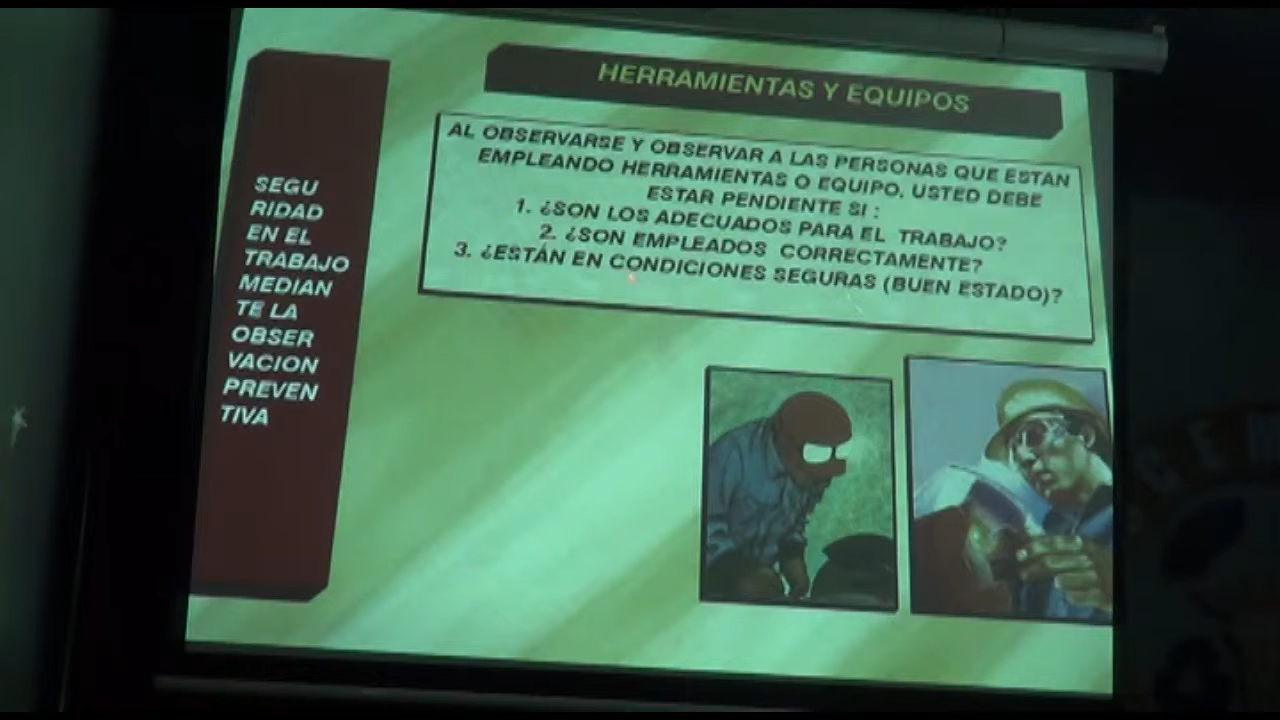 HERRAMIENTAS Y EQUIPOS
AL OBSERVARSE Y OBSERVAR A LAS PERSONAS QUE ESTAN
EMPLEANDO HERRAMIENTAS O EQUIPO, USTED DEBE
ESTAR PENDIENTE SI :
1. ¿SON LOS ADECUADOS PARA EL TRABAJO?
2. ¿SON EMPLEADOS CORRECTAMENTE?
3. ¿ESTÁN EN CONDICIONES SEGURAS (BUEN ESTADO)?
SEGU
RIDAD
EN EL
TRABAJO
MEDIAN
TE LA
OBSER
VACION
PREVEN
TIVA